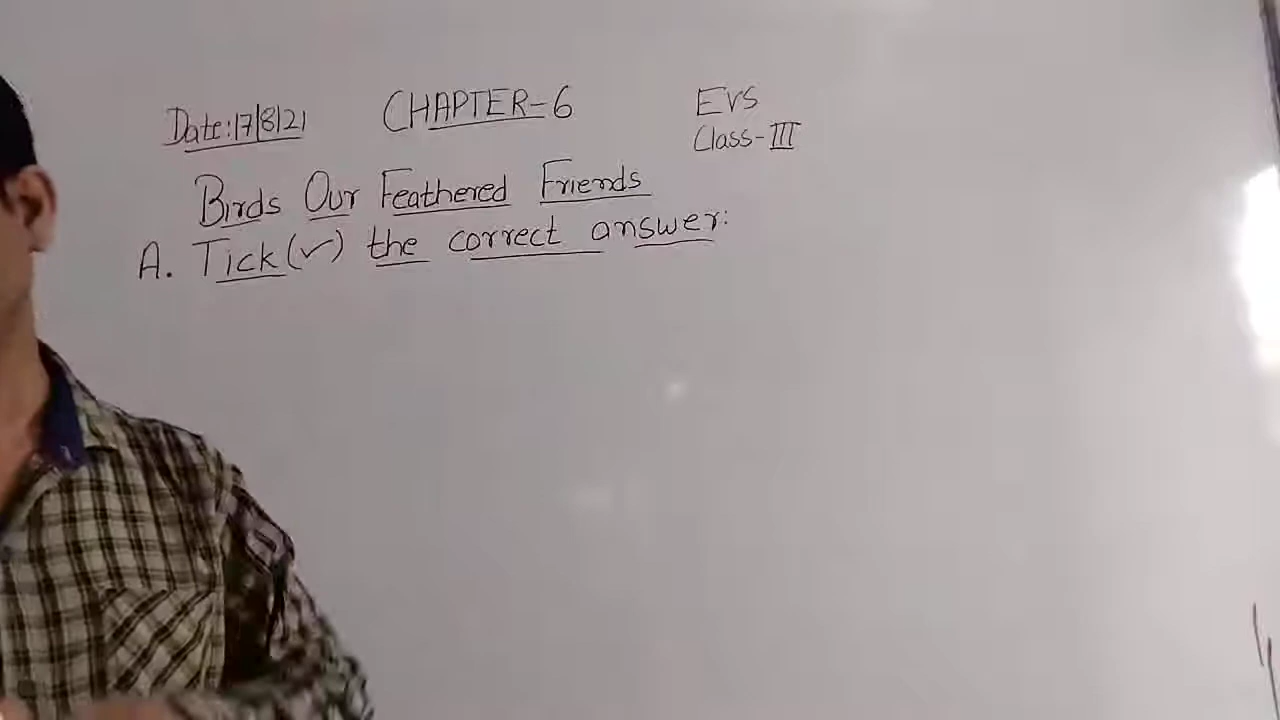 Date:17/8/21 CHAPTER-6 EVS
Class-III
Birds Our Feathered Friends
A. Tick(✓) the correct answer: